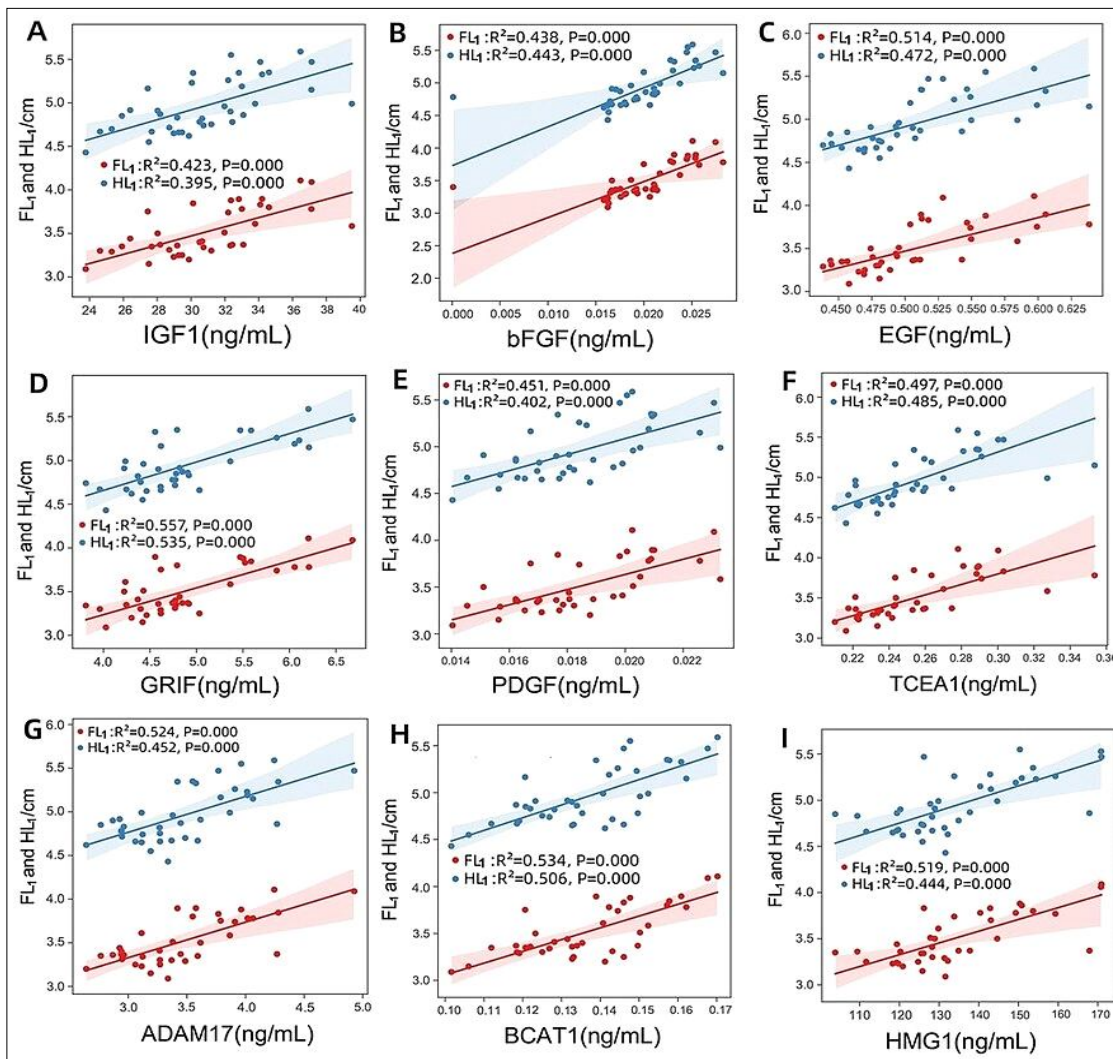 A
FL₁:R²=0.423, P=0.000
HL₁:R²=0.395, P=0.000
FL₁ and HL₁/cm
5.5
5.0
4.5
4.0
3.5
3.0
24 26 28 30 32 34 36 38 40
IGF1(ng/mL)
B
FL₁:R²=0.438, P=0.000
HL₁:R²=0.443, P=0.000
FL₁ and HL₁/cm
5.5
5.0
4.5
4.0
3.5
3.0
2.5
2.0
0.000 0.005 0.010 0.015 0.020 0.025
bFGF(ng/mL)
C
FL₁:R²=0.514, P=0.000
HL₁:R²=0.472, P=0.000
FL₁ and HL₁/cm
6.0
5.5
5.0
4.5
4.0
3.5
3.0
0.450 0.475 0.500 0.525 0.550 0.575 0.600 0.625
EGF(ng/mL)
D
FL₁:R²=0.557, P=0.000
HL₁:R²=0.535, P=0.000
FL₁ and HL₁/cm
6.0
5.5
5.0
4.5
4.0
3.5
3.0
4.0 4.5 5.0 5.5 6.0 6.5
GRIF(ng/mL)
E
FL₁:R²=0.451, P=0.000
HL₁:R²=0.402, P=0.000
FL₁ and HL₁/cm
5.5
5.0
4.5
4.0
3.5
3.0
0.014 0.016 0.018 0.020 0.022
PDGF(ng/mL)
F
FL₁:R²=0.497, P=0.000
HL₁:R²=0.485, P=0.000
FL₁ and HL₁/cm
6.0
5.5
5.0
4.5
4.0
3.5
3.0
0.22 0.24 0.26 0.28 0.30 0.32 0.34 0.36
TCEA1(ng/mL)
G
FL₁:R²=0.524, P=0.000
HL₁:R²=0.452, P=0.000
FL₁ and HL₁/cm
6.0
5.5
5.0
4.5
4.0
3.5
3.0
3.0 3.5 4.0 4.5 5.0
ADAM17(ng/mL)
H
FL₁:R²=0.534, P=0.000
HL₁:R²=0.506, P=0.000
FL₁ and HL₁/cm
5.5
5.0
4.5
4.0
3.5
3.0
0.10 0.11 0.12 0.13 0.14 0.15 0.16 0.17
BCAT1(ng/mL)
I
FL₁:R²=0.519, P=0.000
HL₁:R²=0.444, P=0.000
FL₁ and HL₁/cm
5.5
5.0
4.5
4.0
3.5
3.0
110 120 130 140 150 160 170
HMG1(ng/mL)